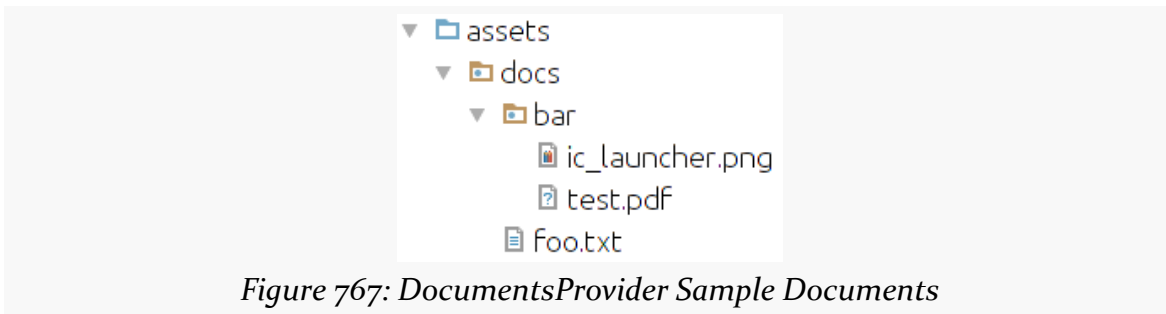 assets
docs
bar
ic_launcher.png
test.pdf
foo.txt
Figure 767: DocumentsProvider Sample Documents